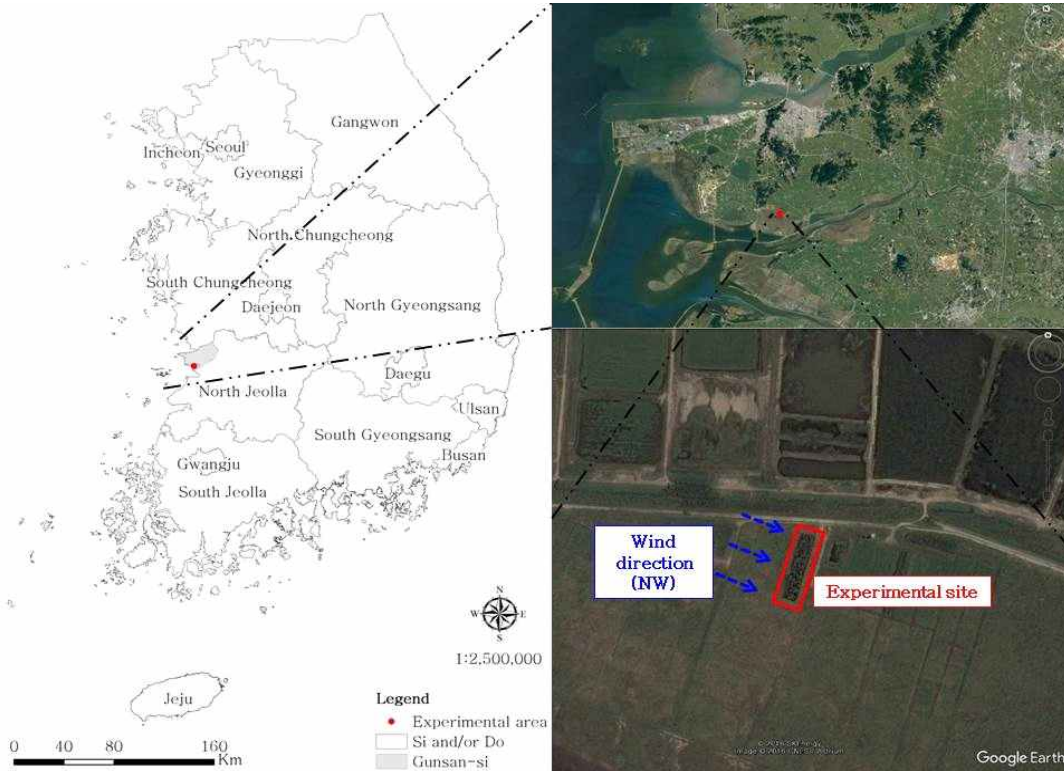 Gangwon
Incheon
Seoul
Gyeonggi
North Chungcheong
South Chungcheong
Daejeon
North Gyeongsang
North Jeolla
Daegu
Ulsan
South Gyeongsang
Busan
Gwangju
South Jeolla
Jeju
N
W
E
S
1:2,500,000
Legend
Experimental area
Si and/or Do
Gunsan-si
0 40 80 160
Km
Wind
direction
(NW)
Experimental site
Google Earth